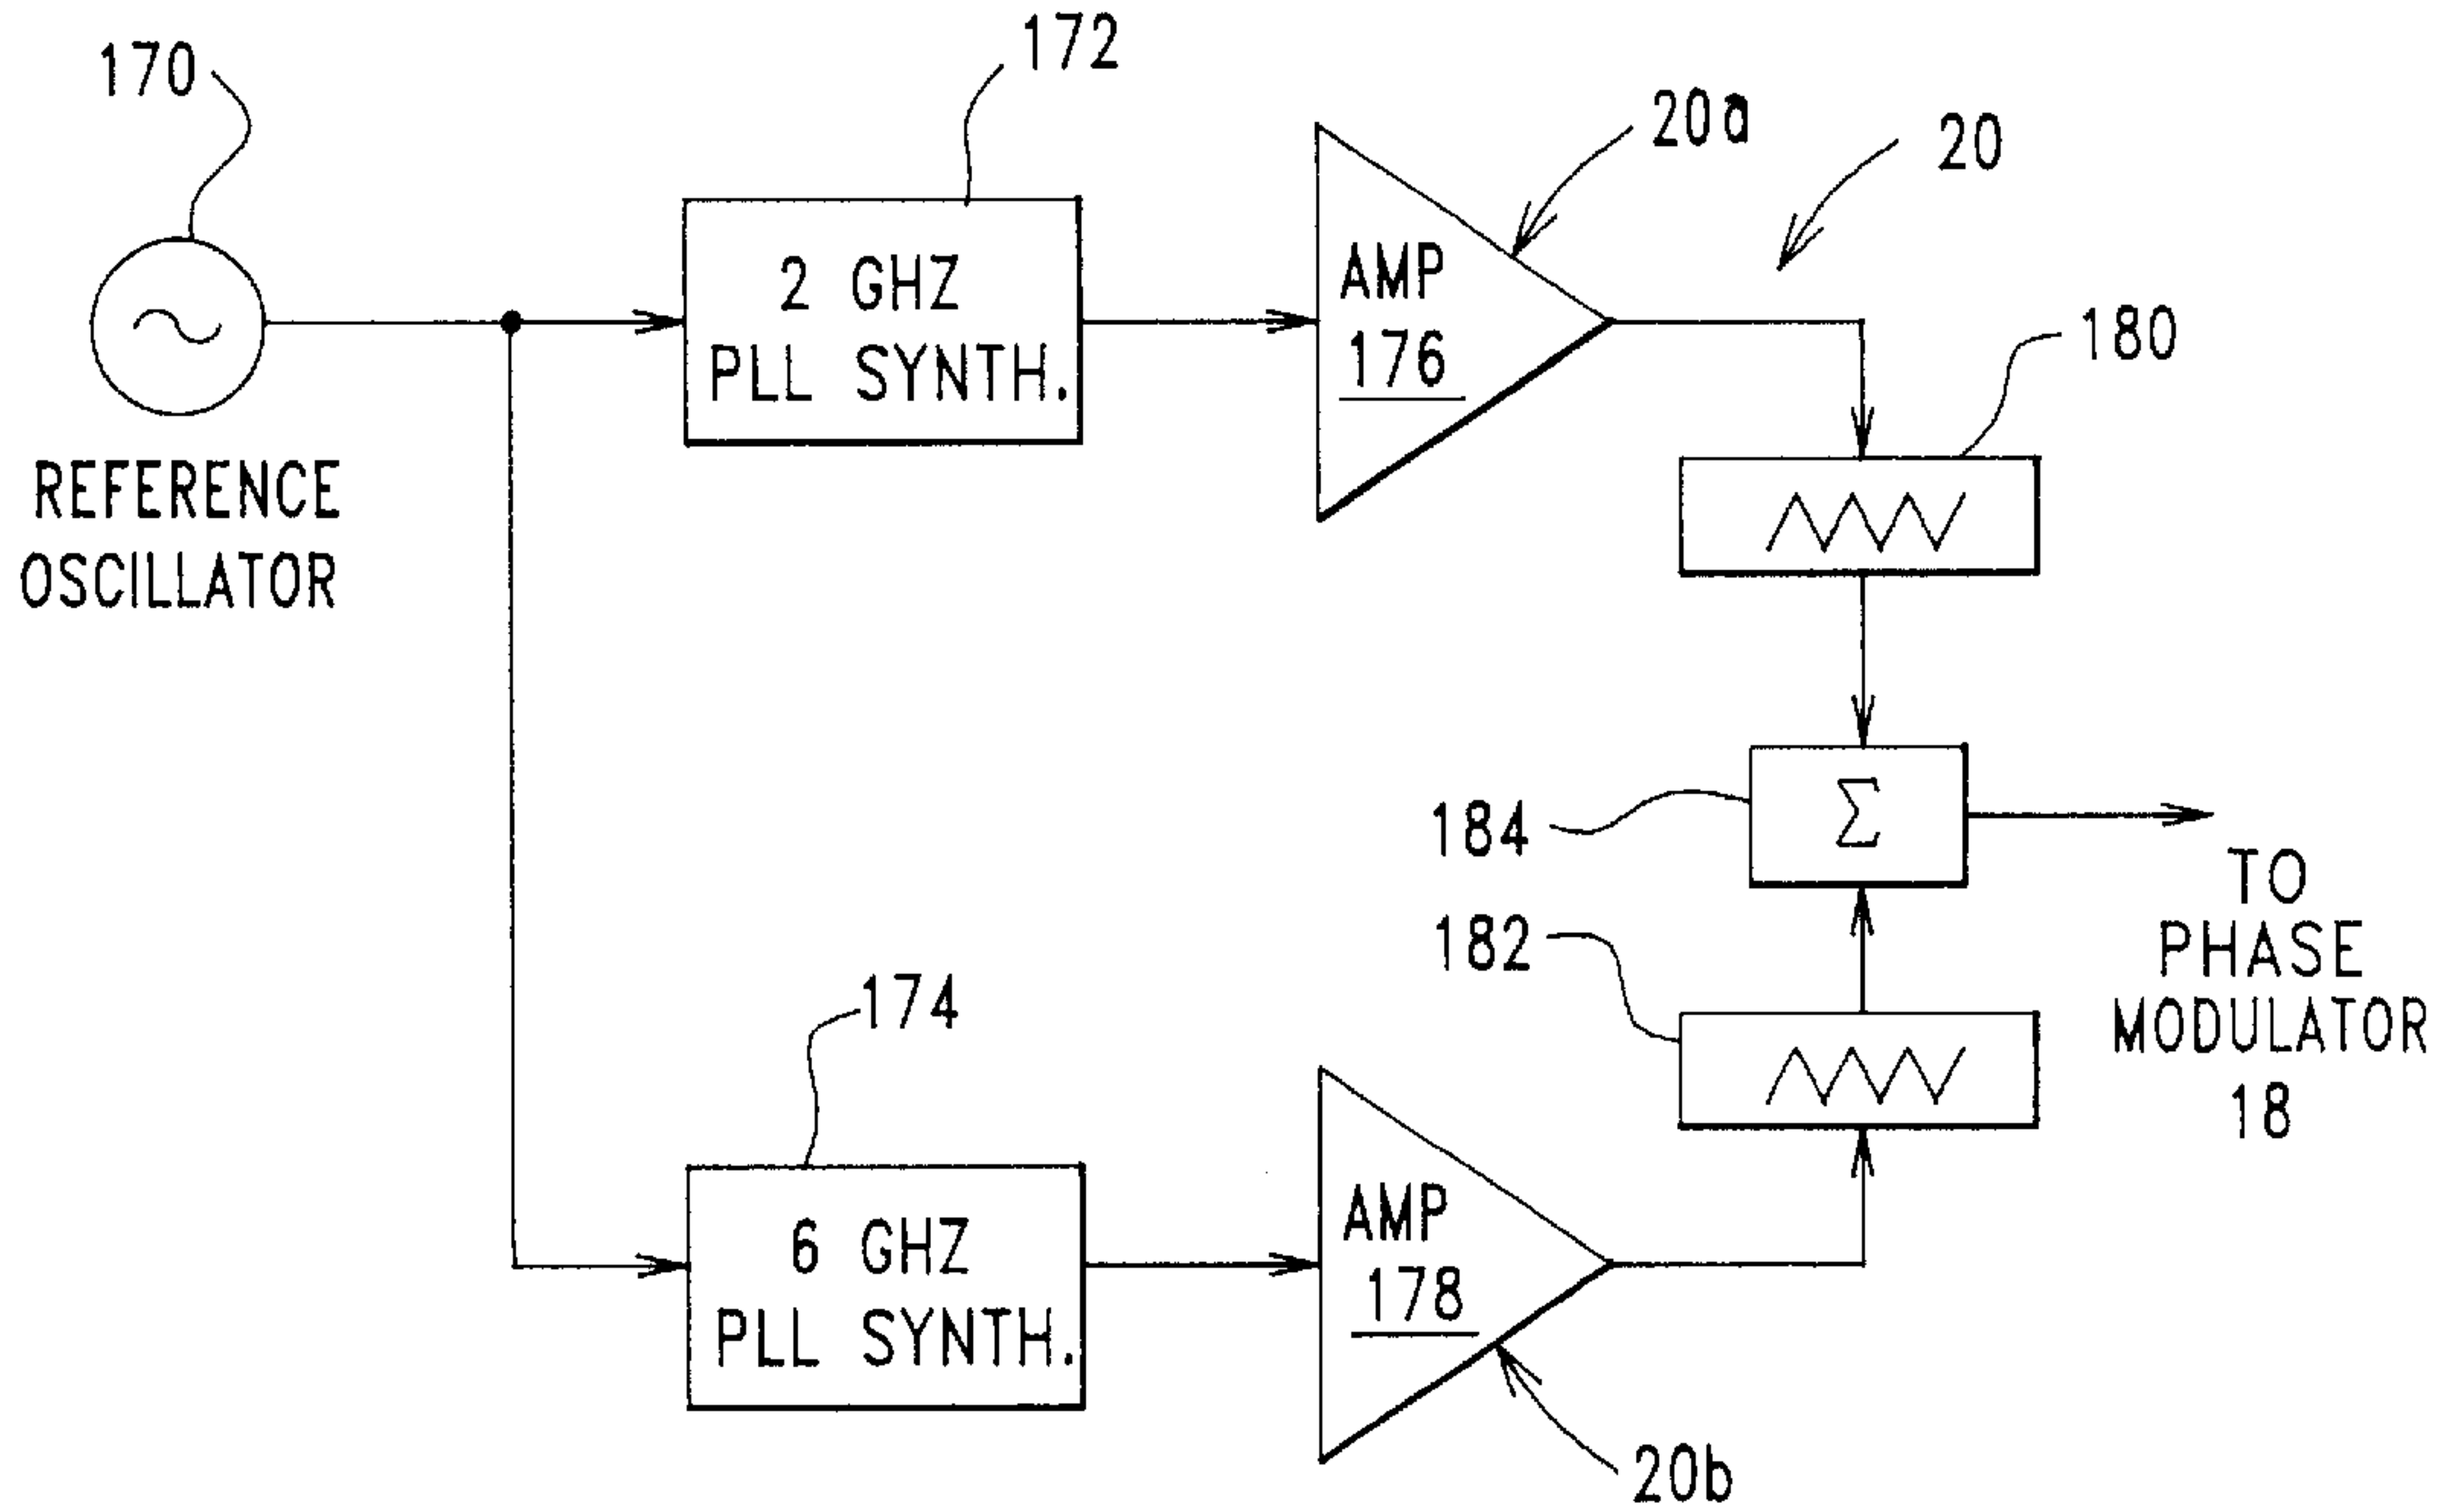 170
172
20a
20
2 GHZ
PLL SYNTH.
AMP
176
180
REFERENCE
OSCILLATOR
184
Σ
TO
PHASE
MODULATOR
18
182
174
6 GHZ
PLL SYNTH.
AMP
178
20b